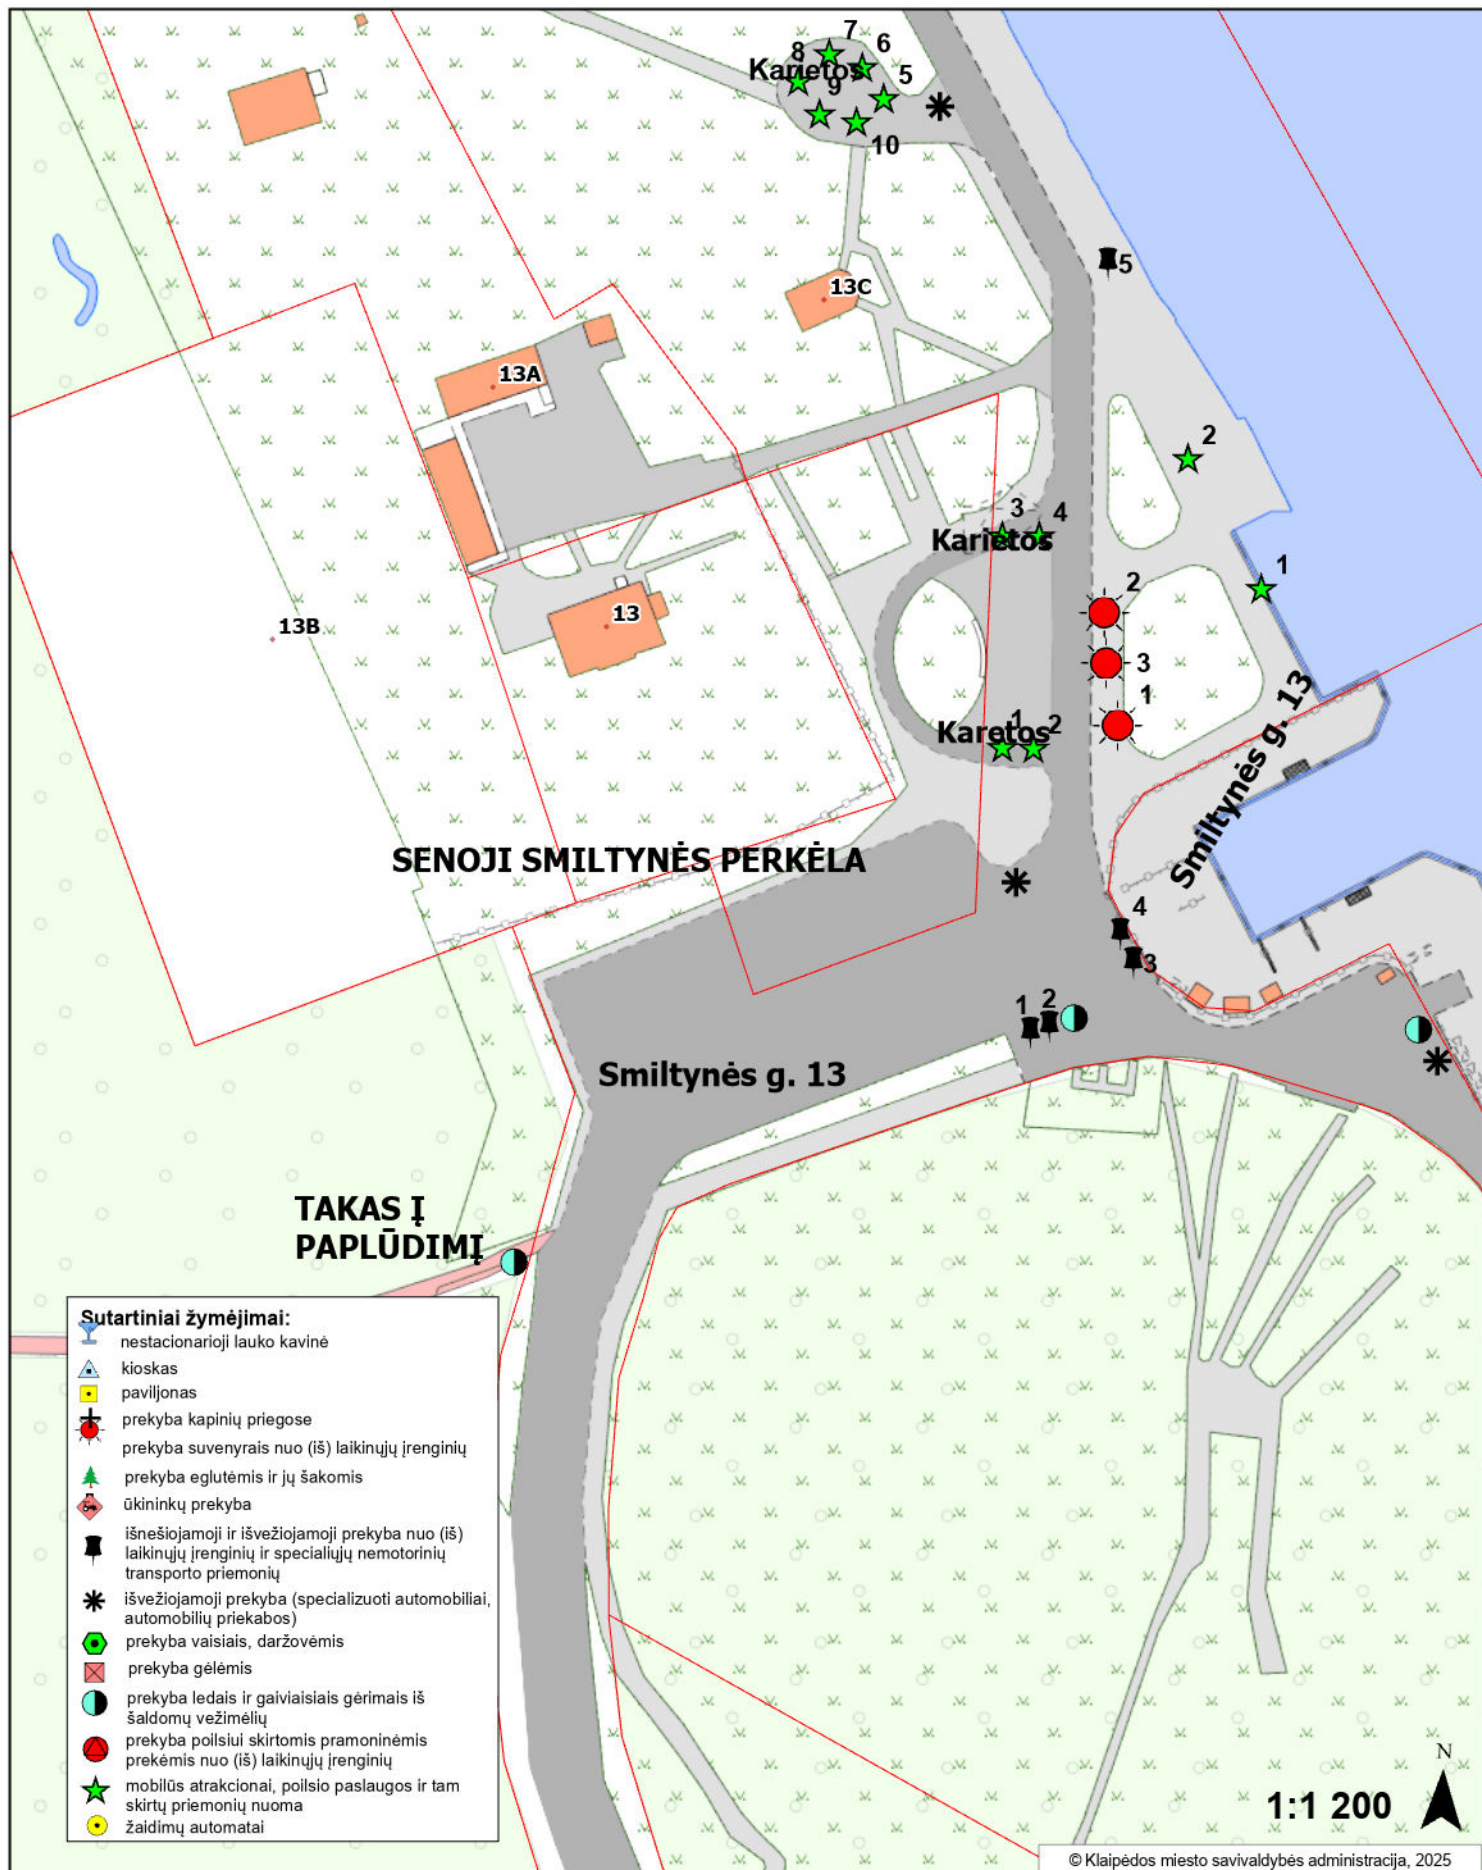 7
8
6
Karietos
5
9
10
5
13C
13A
2
3
4
Karietos
1
2
13
13B
3
1
Smiltynės g. 13
1
2
Karetos
SENOJI SMILTYNĖS PERKĖLA
4
3
1
2
Smiltynės g. 13
TAKAS Į
PAPLŪDIMĮ
Sutartiniai žymėjimai:
nestacionarioji lauko kavinė
kioskas
paviljonas
prekyba kapinių priegose
prekyba suvenyrais nuo (iš) laikinųjų įrenginių
prekyba eglutėmis ir jų šakomis
ūkininkų prekyba
išnešiojamoji ir išvežiojamoji prekyba nuo (iš)
laikinųjų įrenginių ir specialiųjų nemotorinių
transporto priemonių
išvežiojamoji prekyba (specializuoti automobiliai,
automobilių priekabos)
prekyba vaisiais, daržovėmis
prekyba gėlėmis
prekyba ledais ir gaiviaisiais gėrimais iš
šaldomų vežimėlių
prekyba poilsiui skirtomis pramoninėmis
prekėmis nuo (iš) laikinųjų įrenginių
mobilūs atrakcionai, poilsio paslaugos ir tam
skirtų priemonių nuoma
žaidimų automatai
N
1:1 200
© Klaipėdos miesto savivaldybės administracija, 2025